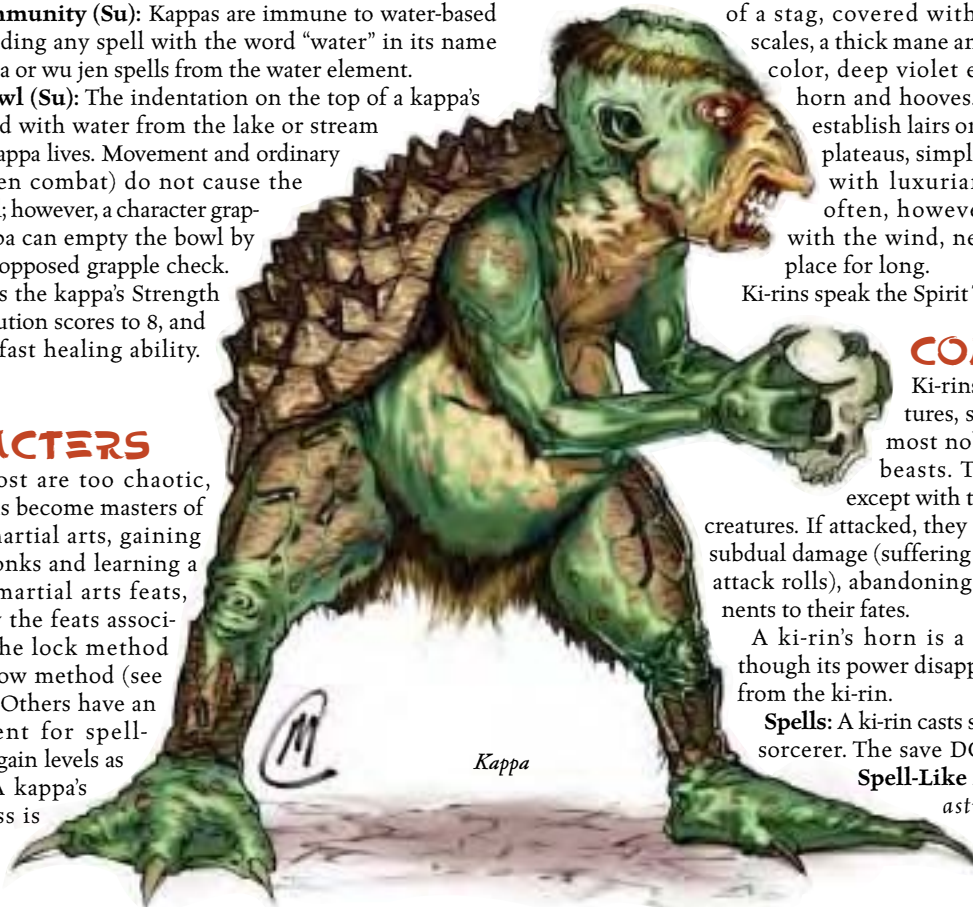 mmunity (Su): Kappas are immune to water-based
ding any spell with the word “water” in its name
a or wu jen spells from the water element.
wl (Su): The indentation on the top of a kappa's
d with water from the lake or stream
appa lives. Movement and ordinary
en combat) do not cause the
; however, a character grap-
pa can empty the bowl by
opposed grapple check.
s the kappa's Strength
ution scores to 8, and
fast healing ability.
ACTERS
ost are too chaotic,
s become masters of
artial arts, gaining
onks and learning a
martial arts feats,
y the feats associ-
he lock method
ow method (see
Others have an
ent for spell-
gain levels as
A kappa's
ss is
M
Kappa
of a stag, covered with
scales, a thick mane an
color, deep violet e
horn and hooves.
establish lairs on
plateaus, simpl
with luxurian
often, howeve
with the wind, ne
place for long.
Ki-rins speak the Spirit
CO
Ki-rins
tures, s
most no
beasts. T
except with t
creatures. If attacked, they
subdual damage (suffering
attack rolls), abandoning
nents to their fates.
A ki-rin's horn is a
though its power disapp
from the ki-rin.
Spells: A ki-rin casts s
sorcerer. The save DC
Spell-Like
ast